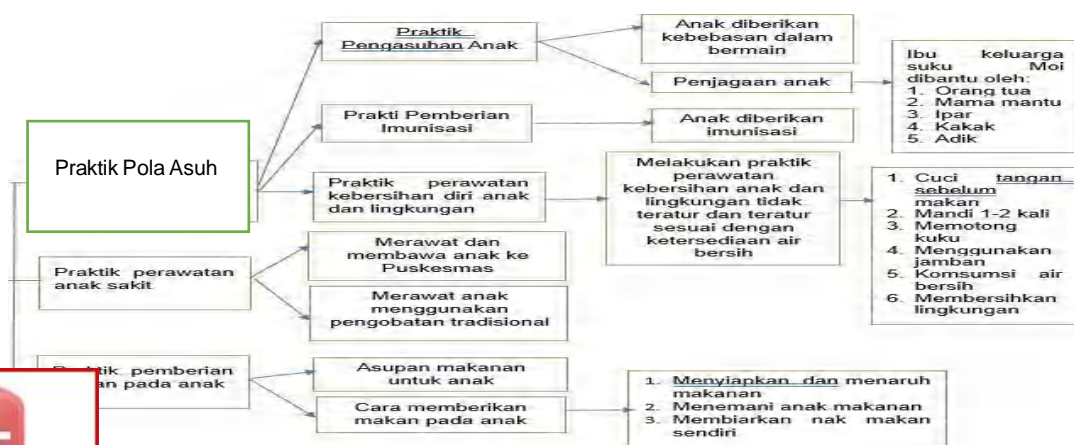 Praktik
Pengasuhan Anak
Anak diberikan
kebebasan dalam
bermain
Penjagaan anak
Ibu keluarga
suku Moi
dibantu oleh:
1. Orang tua
2. Mama mantu
3. Ipar
4. Kakak
5. Adik
Praktik Pola Asuh
Prakti Pemberian
Imunisasi
Anak diberikan
imunisasi
Praktik perawatan
kebersihan diri anak
dan lingkungan
Melakukan praktik
perawatan
kebersihan anak dan
lingkungan tidak
teratur dan teratur
sesuai dengan
ketersediaan air
bersih
1. Cuci tangan
sebelum
makan
2. Mandi 1-2 kali
3. Memotong
kuku
4. Menggunakan
jamban
5. Komsumsi air
bersih
6. Membersihkan
lingkungan
Praktik perawatan
anak sakit
Merawat dan
membawa anak ke
Puskesmas
Merawat anak
menggunakan
pengobatan tradisional
pemberian
pada anak
Asupan makanan
untuk anak
Cara memberikan
makan pada anak
1. Menyiapkan dan menaruh
makanan
2. Menemani anak makanan
3. Membiarkan nak makan
sendiri